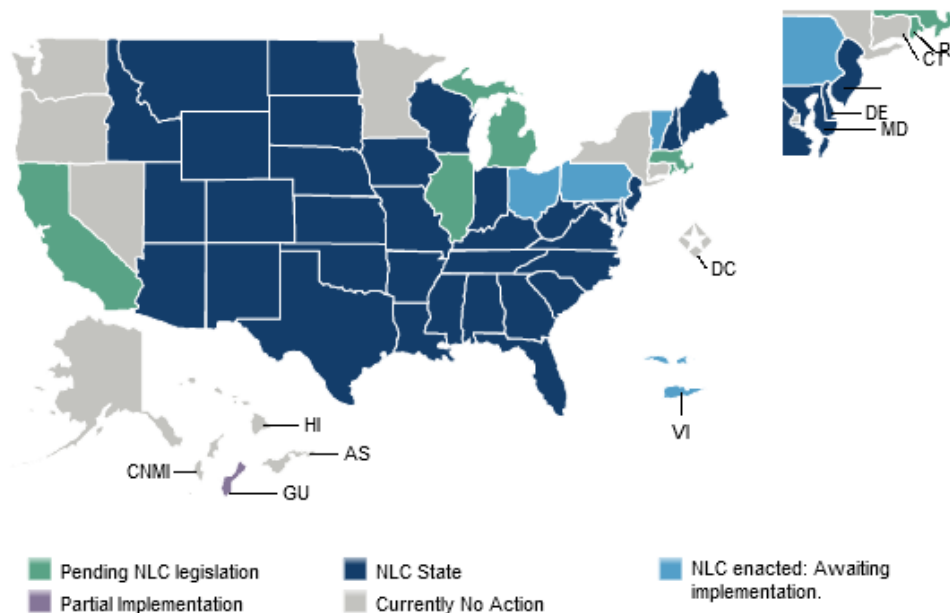 CT
DE
MD
DC
VI
HI
AS
CNMI
GU
Pending NLC legislation
NLC State
NLC enacted: Awaiting
implementation.
Partial Implementation
Currently No Action